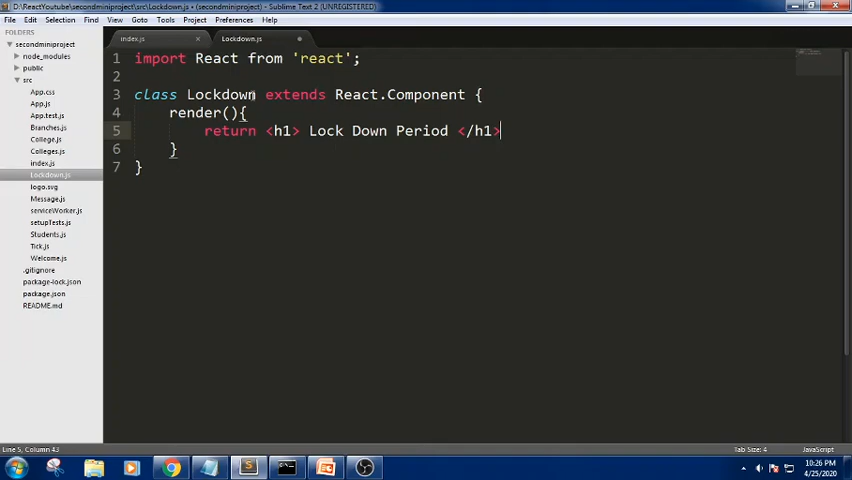 D:\ReactYoutube\secondminiproject\src\Lockdown.js • (secondminiproject) - Sublime Text 2 (UNREGISTERED)
File Edit Selection Find View Goto Tools Project Preferences Help
FOLDERS
secondminiproject
node_modules
public
src
App.css
App.js
App.test.js
Branches.js
College.js
Colleges.js
index.js
Lockdown.js
logo.svg
Message.js
serviceWorker.js
setupTests.js
Students.js
Tick.js
Welcome.js
.gitignore
package-lock.json
package.json
README.md
index.js × Lockdown.js
1 import React from 'react';
2
3 class Lockdown extends React.Component {
4 render(){
5 return <h1> Lock Down Period </h1>
6 }
7 }
Line 5, Column 43 Tab Size: 4 JavaScript
10:26 PM
4/25/2020